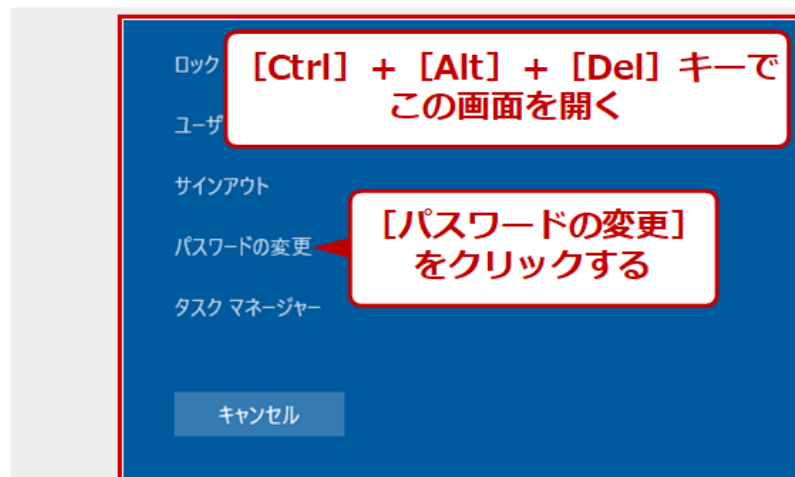 ロック
［Ctrl］＋［Alt］＋［Del］キーで
この画面を開く
ユーザ
サインアウト
パスワードの変更
［パスワードの変更］
をクリックする
タスク マネージャー
キャンセル